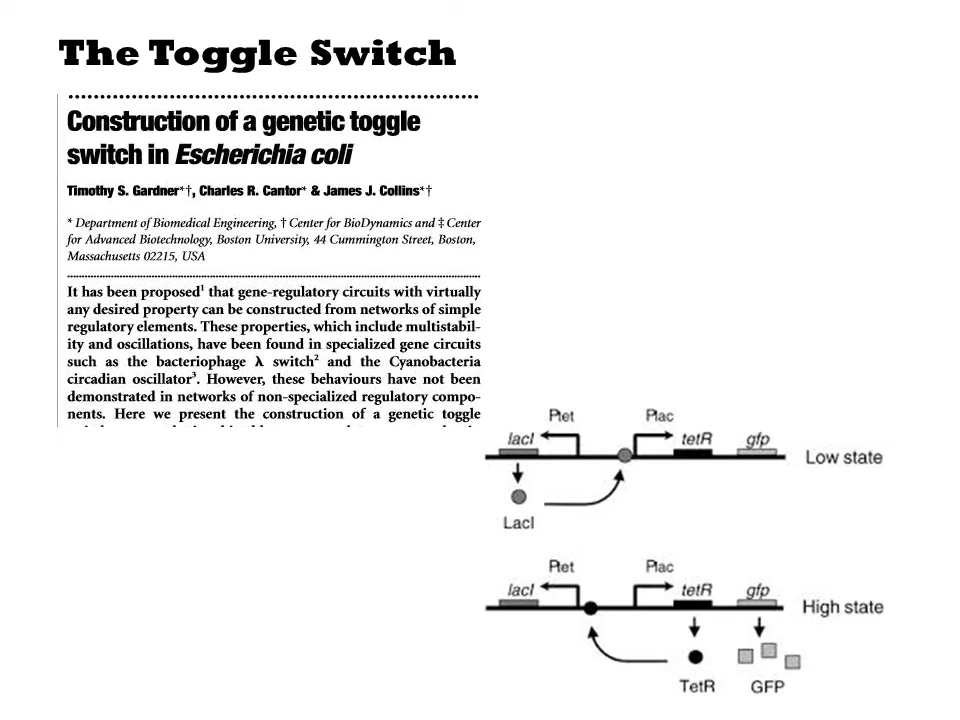 The Toggle Switch
Construction of a genetic toggle
switch in Escherichia coli
Timothy S. Gardner*†, Charles R. Cantor* & James J. Collins*†
* Department of Biomedical Engineering, † Center for BioDynamics and ‡ Center
for Advanced Biotechnology, Boston University, 44 Cummington Street, Boston,
Massachusetts 02215, USA
It has been proposed¹ that gene-regulatory circuits with virtually
any desired property can be constructed from networks of simple
regulatory elements. These properties, which include multistabil-
ity and oscillations, have been found in specialized gene circuits
such as the bacteriophage λ switch² and the Cyanobacteria
circadian oscillator³. However, these behaviours have not been
demonstrated in networks of non-specialized regulatory compo-
nents. Here we present the construction of a genetic toggle
Ptet Plac
lacI tetR gfp
Low state
LacI
Ptet Plac
lacI tetR gfp
High state
TetR GFP